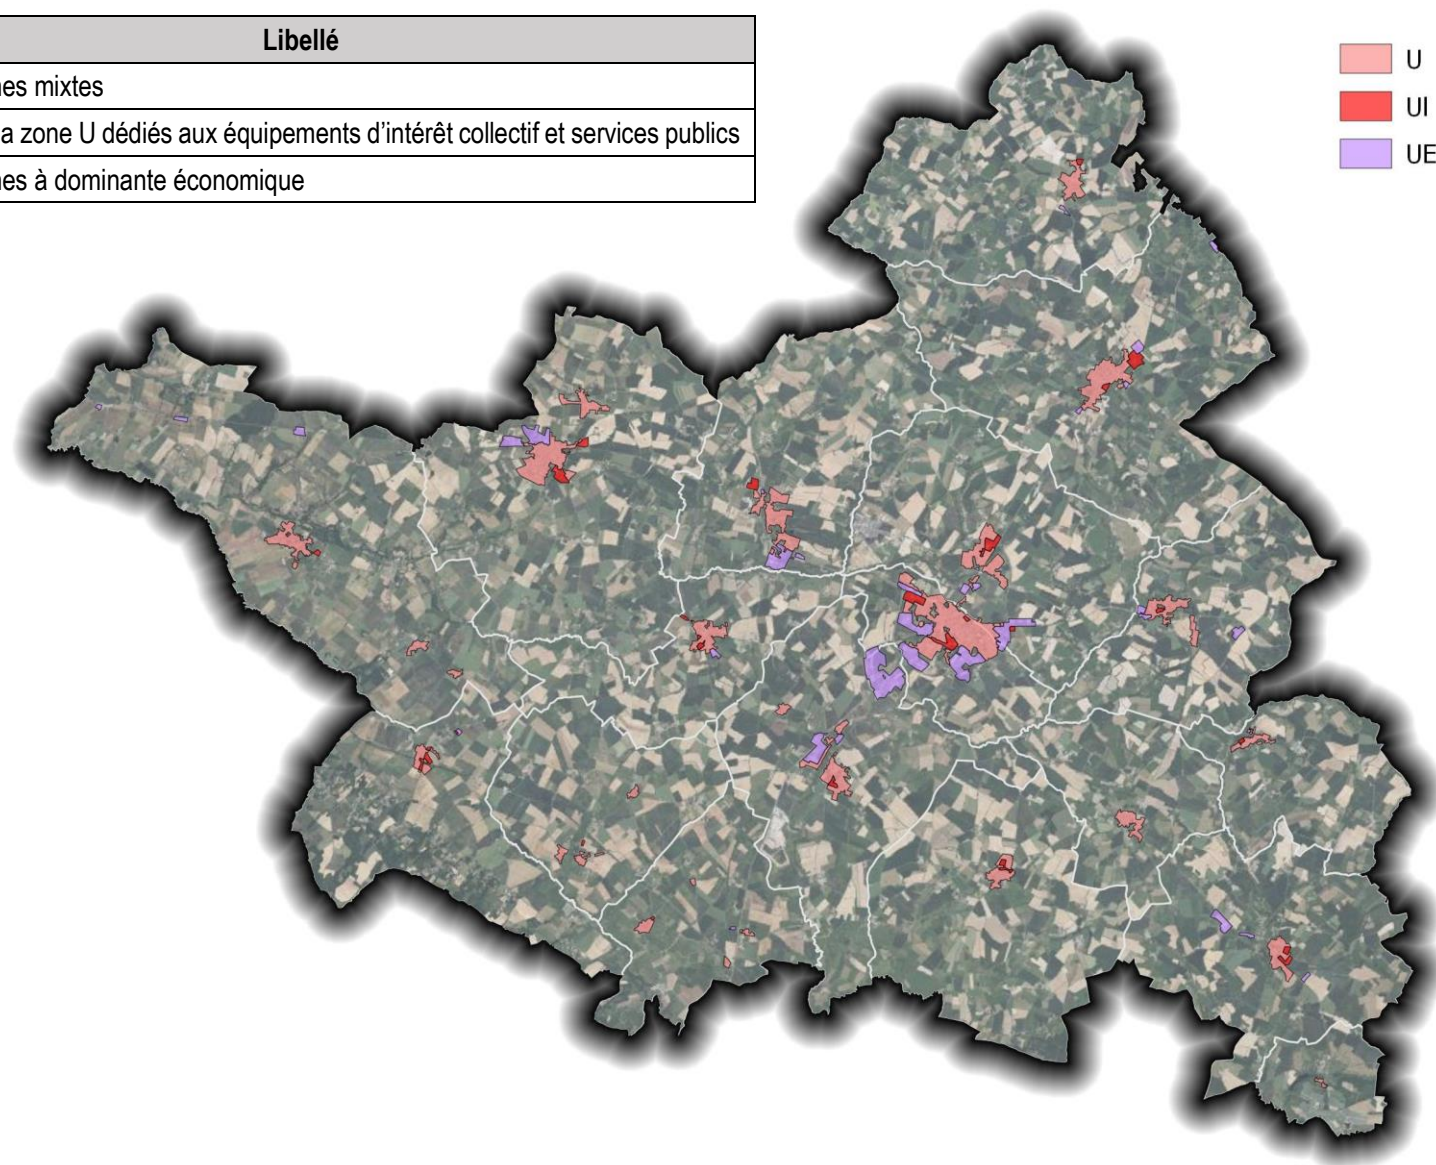 Libellé
nes mixtes
a zone U dédiés aux équipements d’intérêt collectif et services publics
nes à dominante économique
U
UI
UE